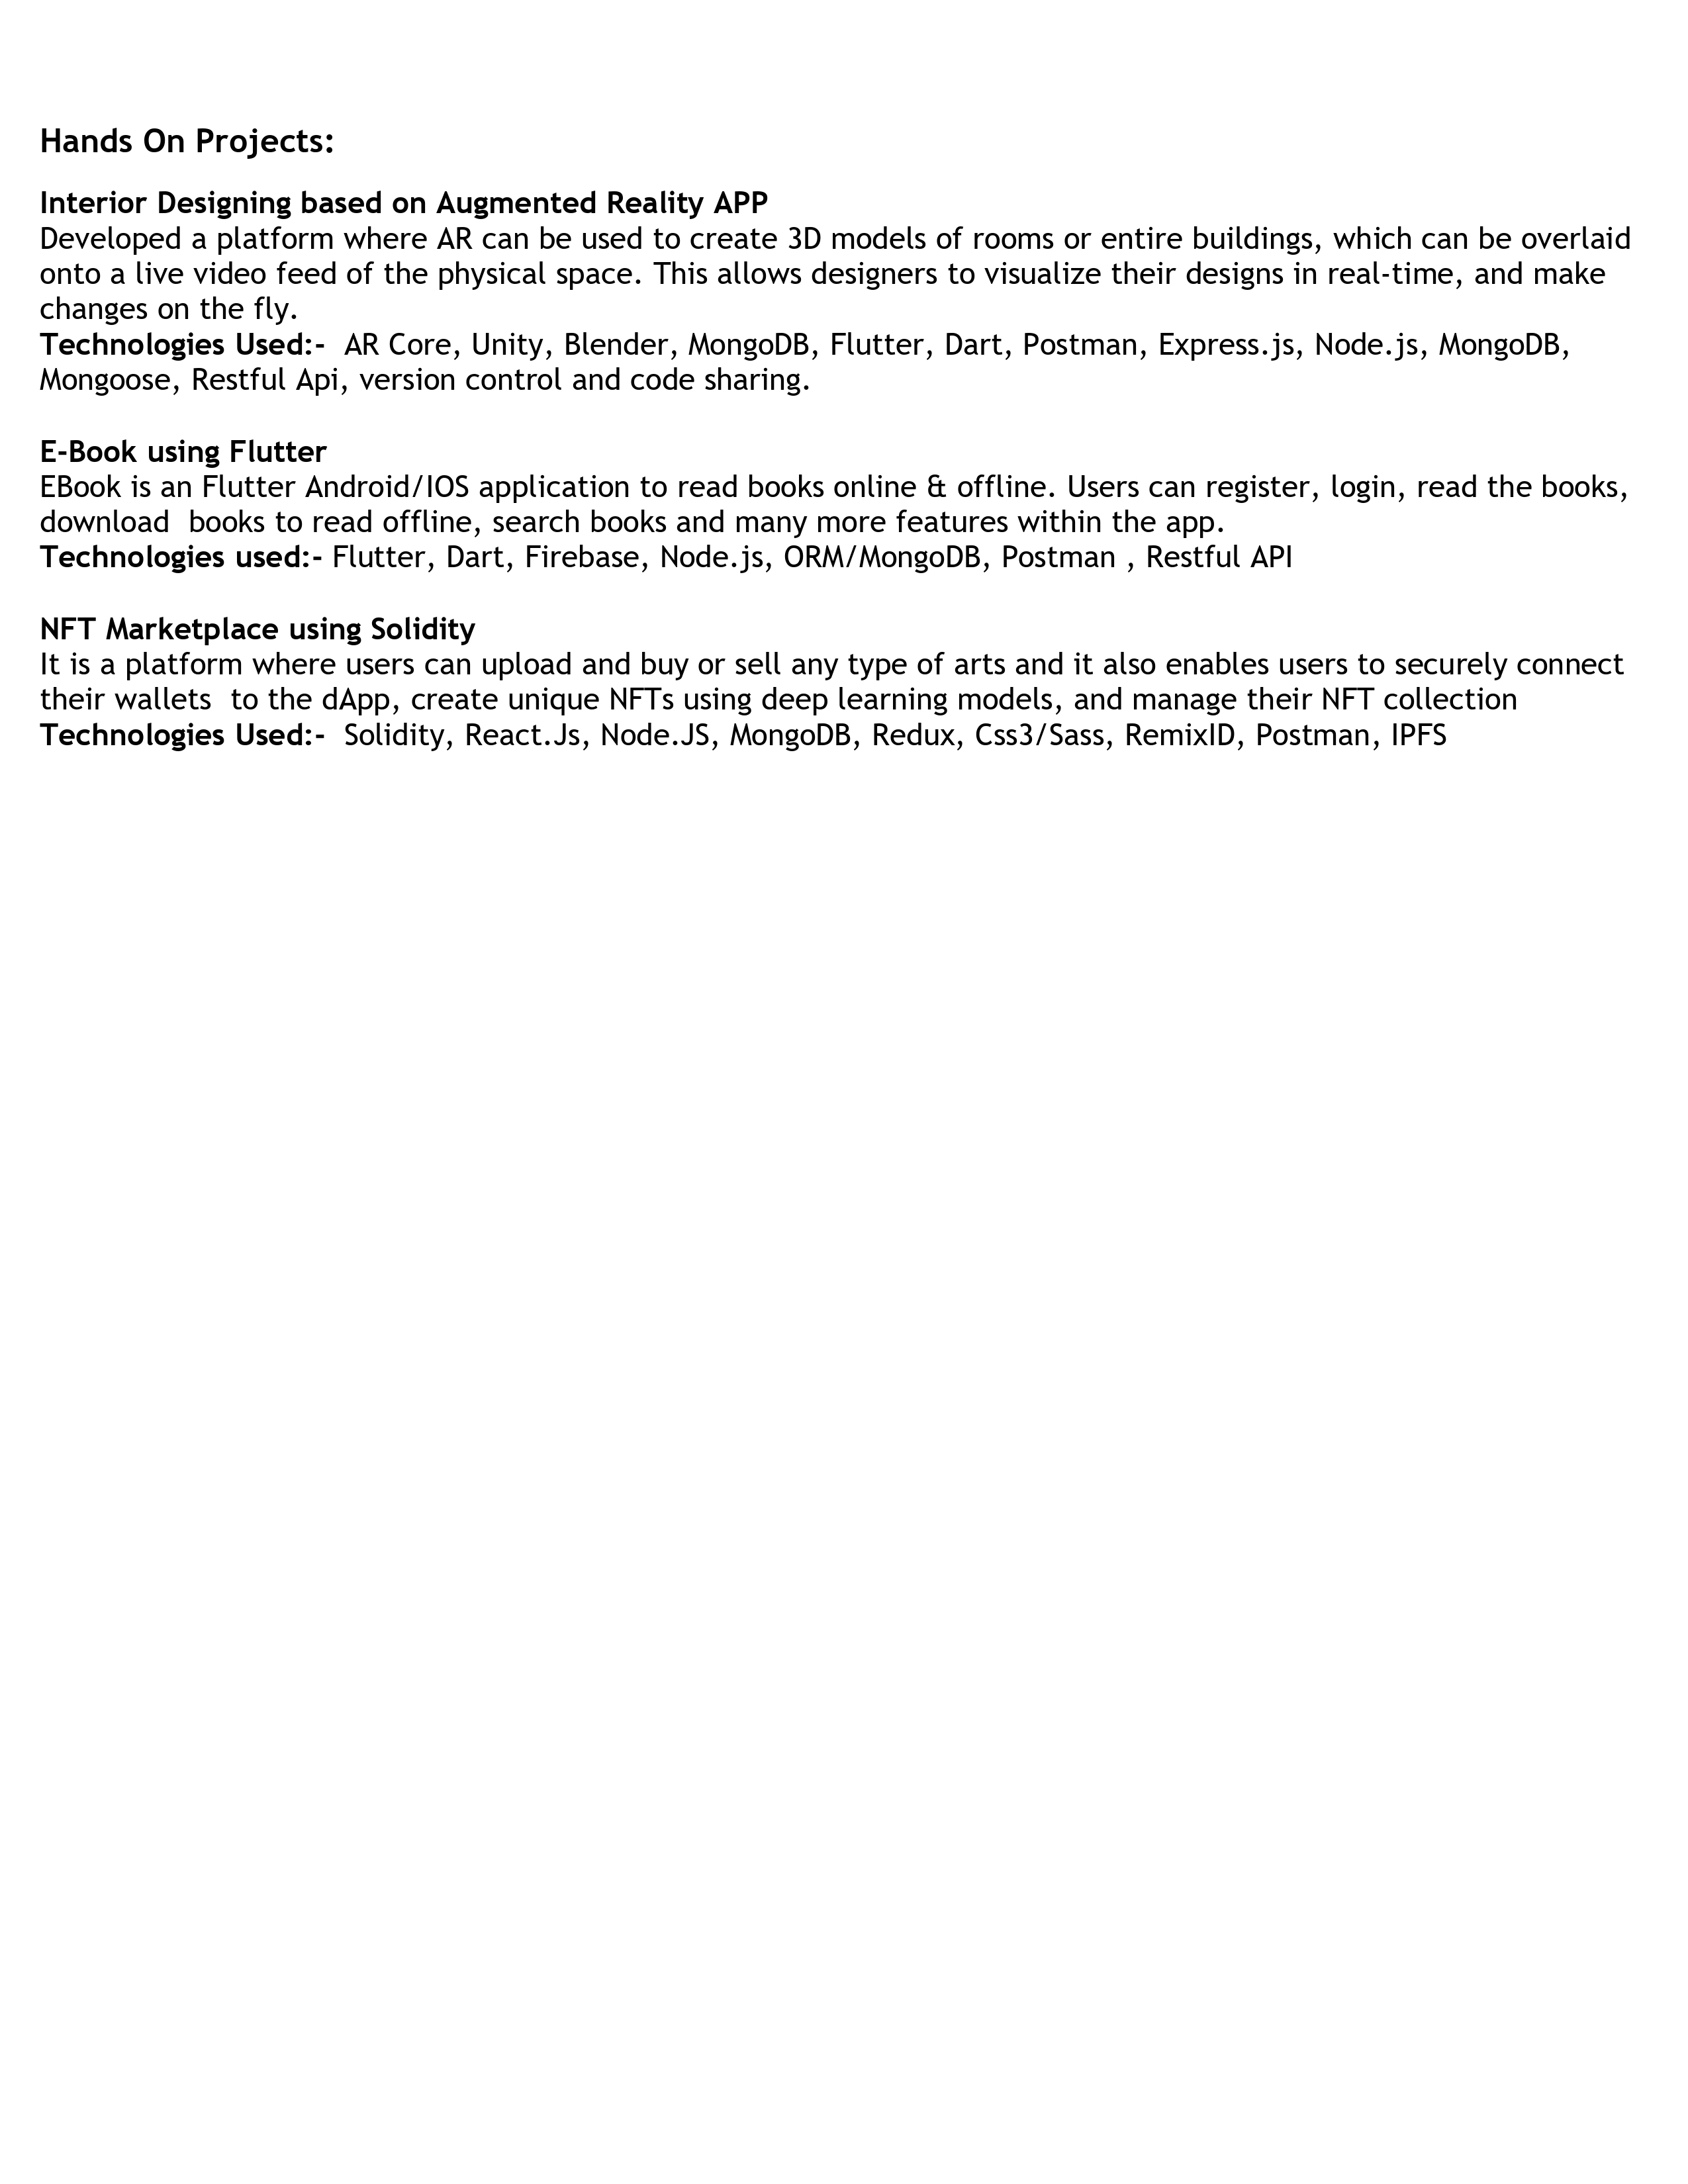 Hands On Projects:
Interior Designing based on Augmented Reality APP
Developed a platform where AR can be used to create 3D models of rooms or entire buildings, which can be overlaid
onto a live video feed of the physical space. This allows designers to visualize their designs in real-time, and make
changes on the fly.
Technologies Used:-  AR Core, Unity, Blender, MongoDB, Flutter, Dart, Postman, Express.js, Node.js, MongoDB,
Mongoose, Restful Api, version control and code sharing.
E-Book using Flutter
EBook is an Flutter Android/IOS application to read books online & offline. Users can register, login, read the books,
download  books to read offline, search books and many more features within the app.
Technologies used:- Flutter, Dart, Firebase, Node.js, ORM/MongoDB, Postman , Restful API
NFT Marketplace using Solidity
It is a platform where users can upload and buy or sell any type of arts and it also enables users to securely connect
their wallets  to the dApp, create unique NFTs using deep learning models, and manage their NFT collection
Technologies Used:-  Solidity, React.Js, Node.JS, MongoDB, Redux, Css3/Sass, RemixID, Postman, IPFS